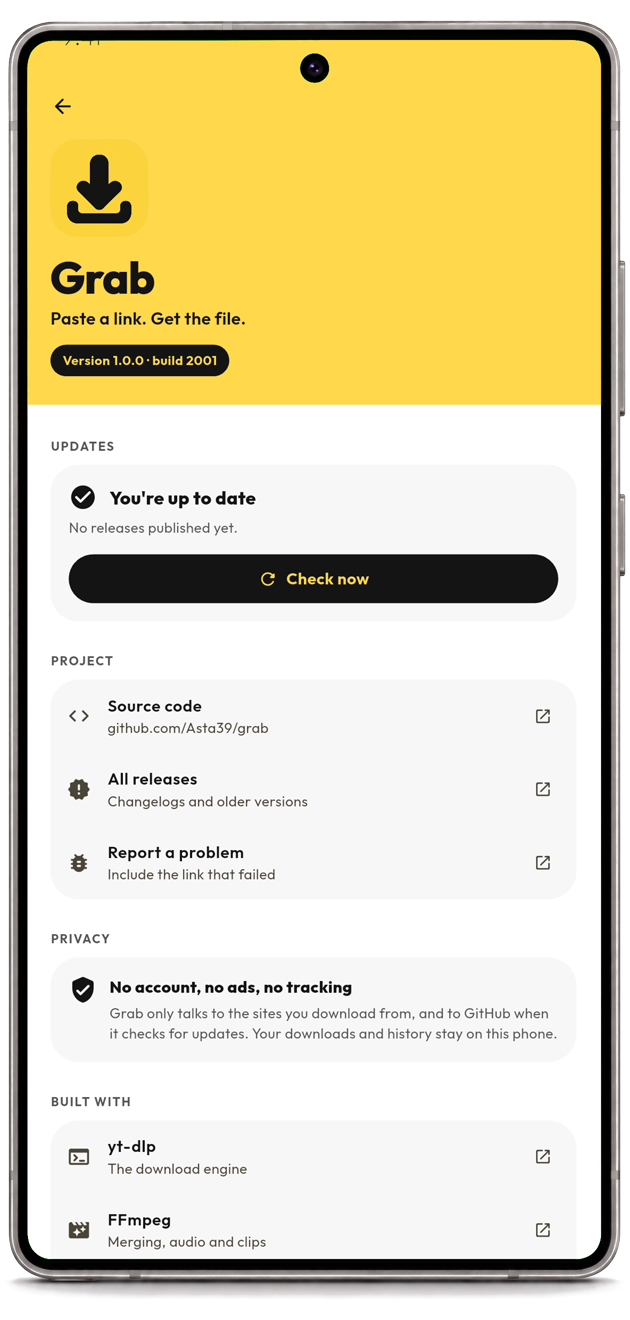 Grab
Paste a link. Get the file.
Version 1.0.0 · build 2001
UPDATES
You're up to date
No releases published yet.
Check now
PROJECT
Source code
github.com/Asta39/grab
All releases
Changelogs and older versions
Report a problem
Include the link that failed
PRIVACY
No account, no ads, no tracking
Grab only talks to the sites you download from, and to GitHub when
it checks for updates. Your downloads and history stay on this phone.
BUILT WITH
yt-dlp
The download engine
FFmpeg
Merging, audio and clips